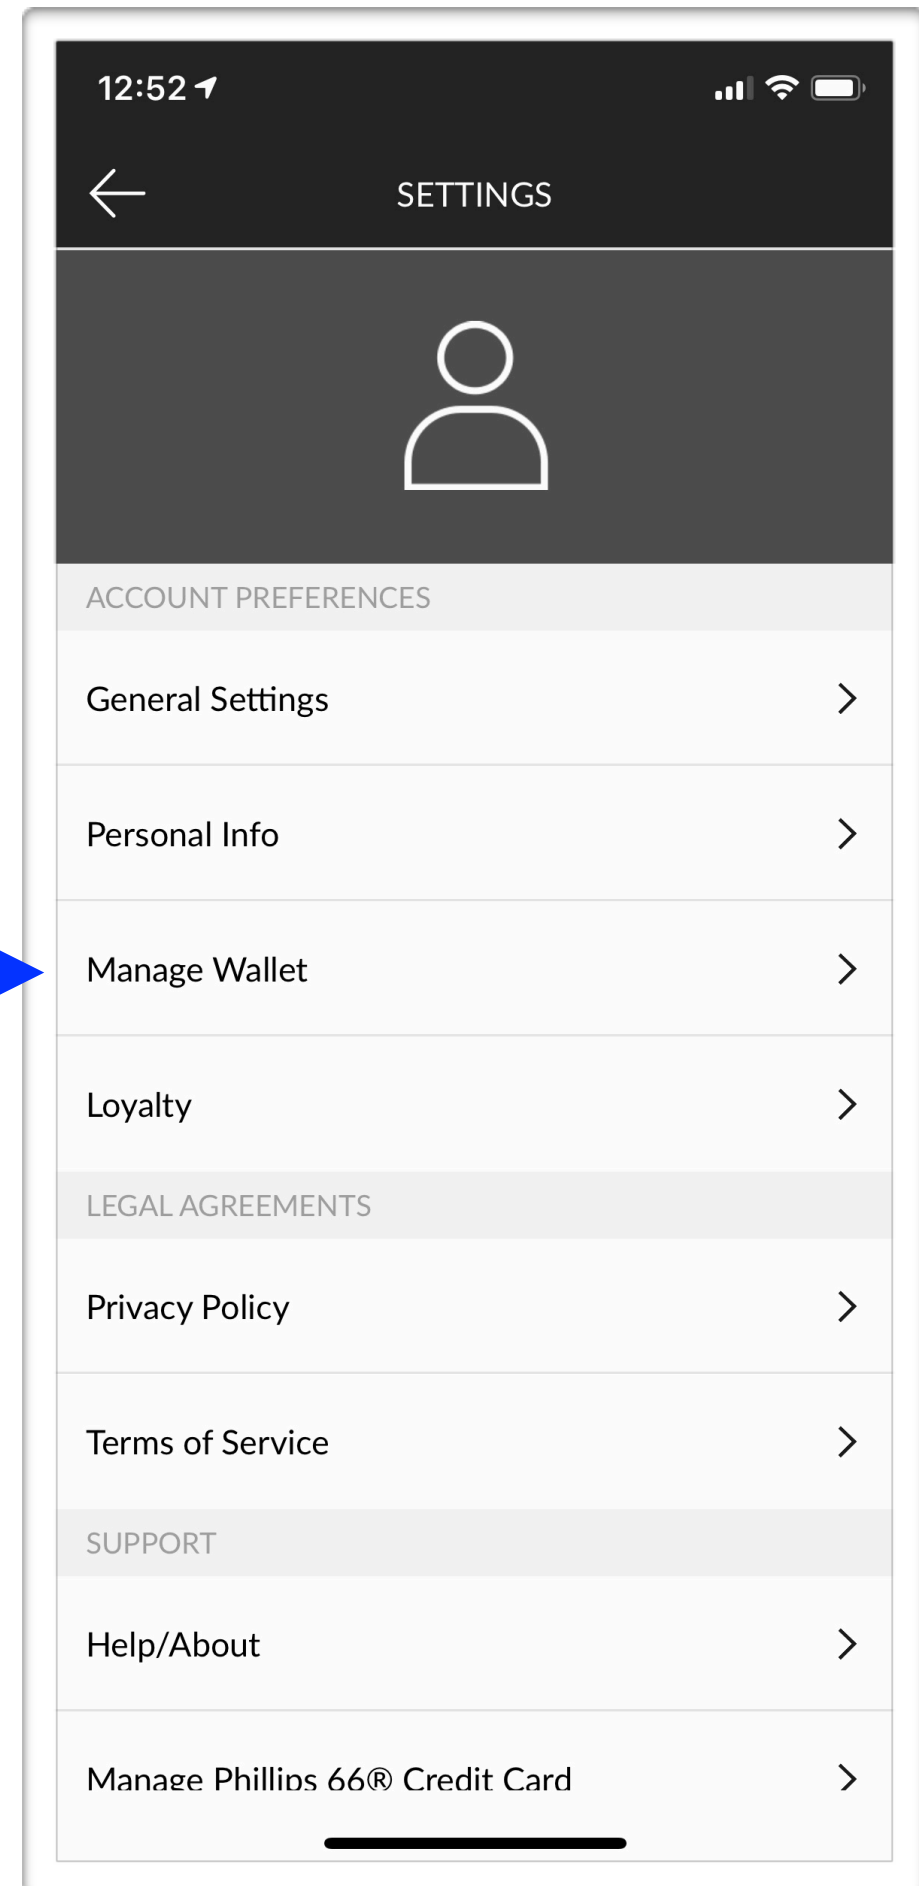 12:52
SETTINGS
ACCOUNT PREFERENCES
General Settings
Personal Info
Manage Wallet
Loyalty
LEGAL AGREEMENTS
Privacy Policy
Terms of Service
SUPPORT
Help/About
Manage Phillips 66® Credit Card